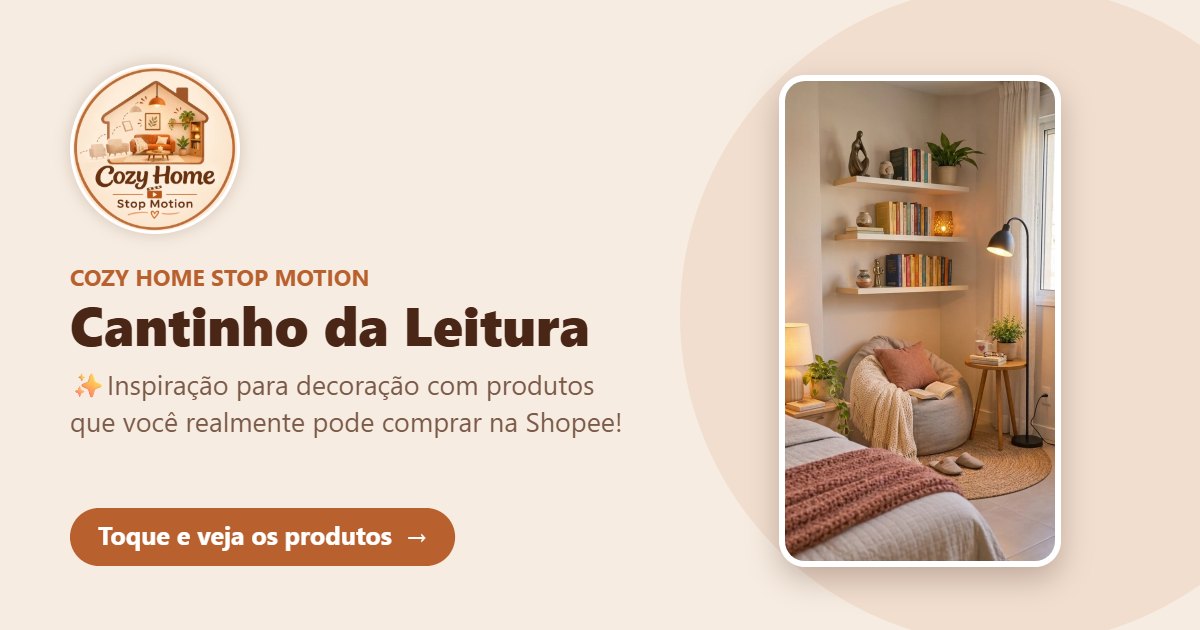 Cozy Home
Stop Motion
COZY HOME STOP MOTION
Cantinho da Leitura
✨Inspiração para decoração com produtos
que você realmente pode comprar na Shopee!
Toque e veja os produtos →